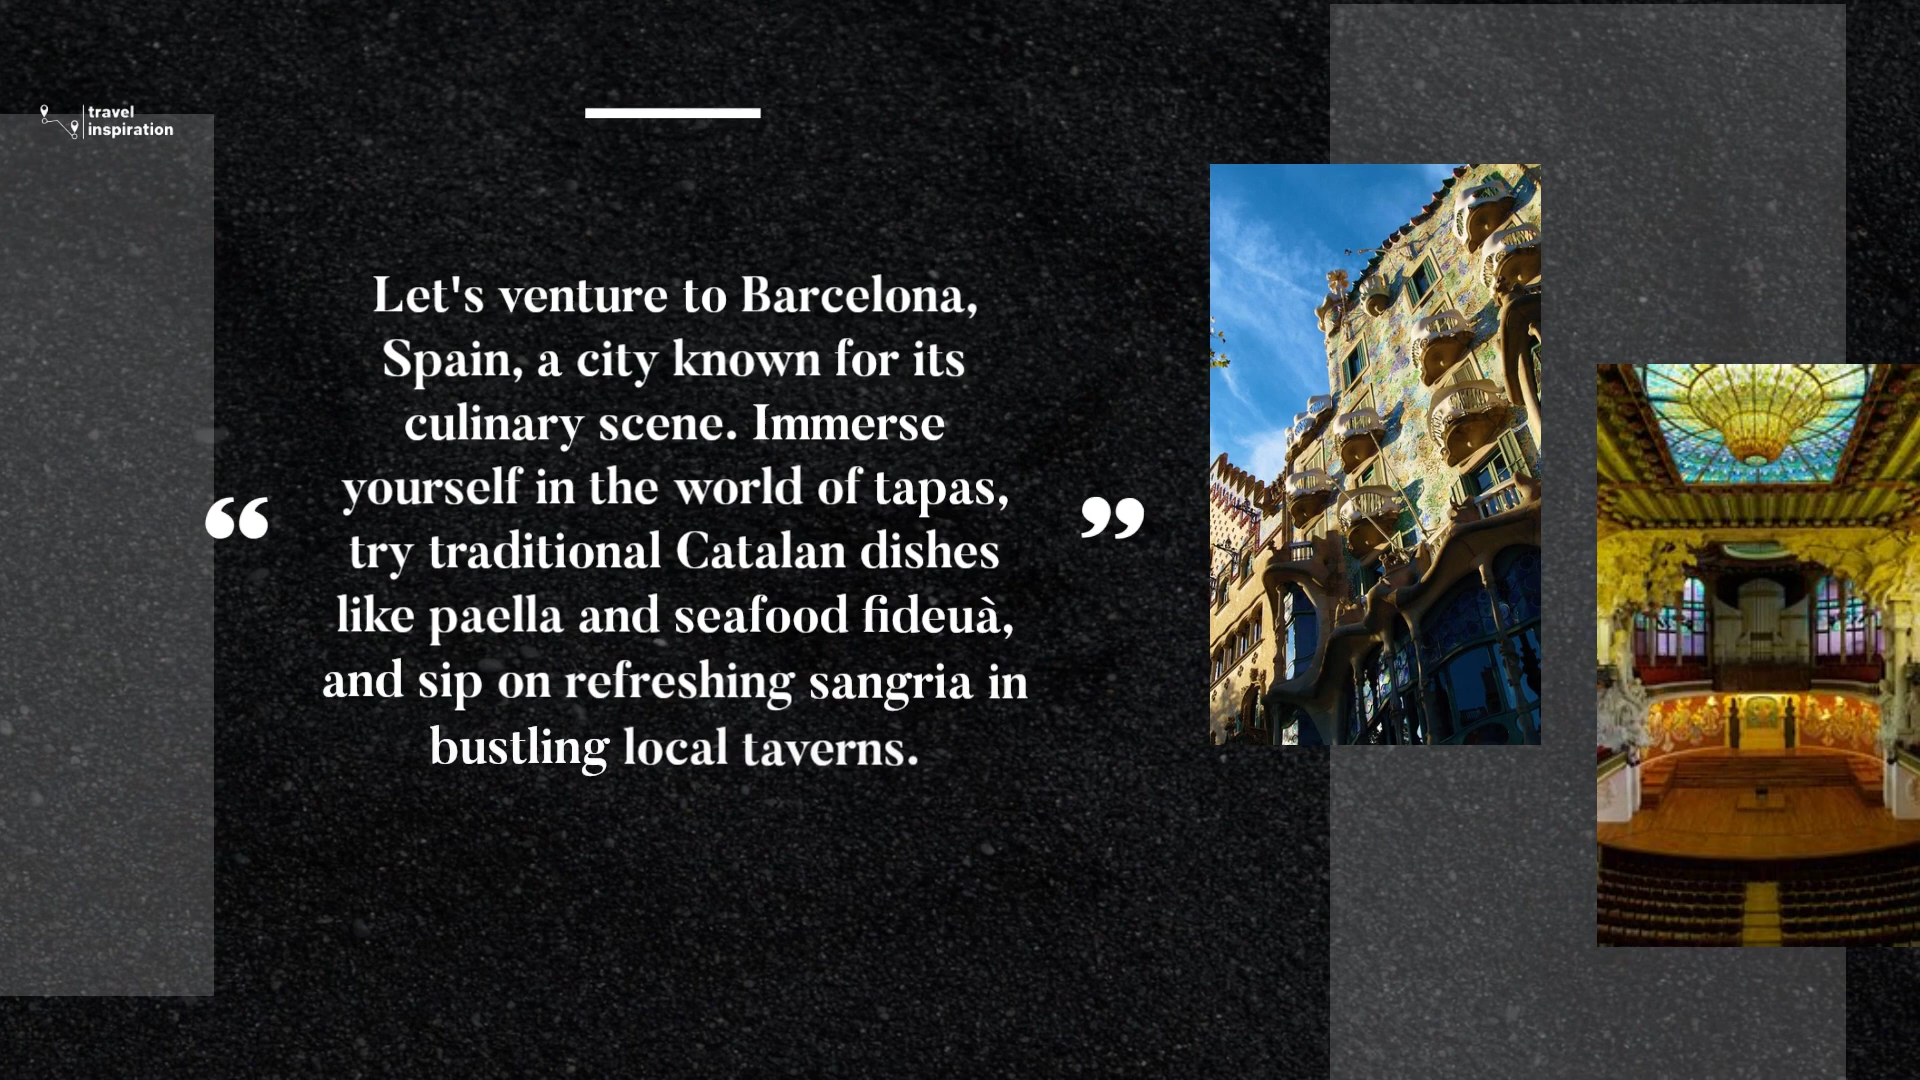 travel
inspiration
Let's venture to Barcelona,
Spain, a city known for its
culinary scene. Immerse
yourself in the world of tapas,
“ ”
try traditional Catalan dishes
like paella and seafood fideuà,
and sip on refreshing sangria in
bustling local taverns.